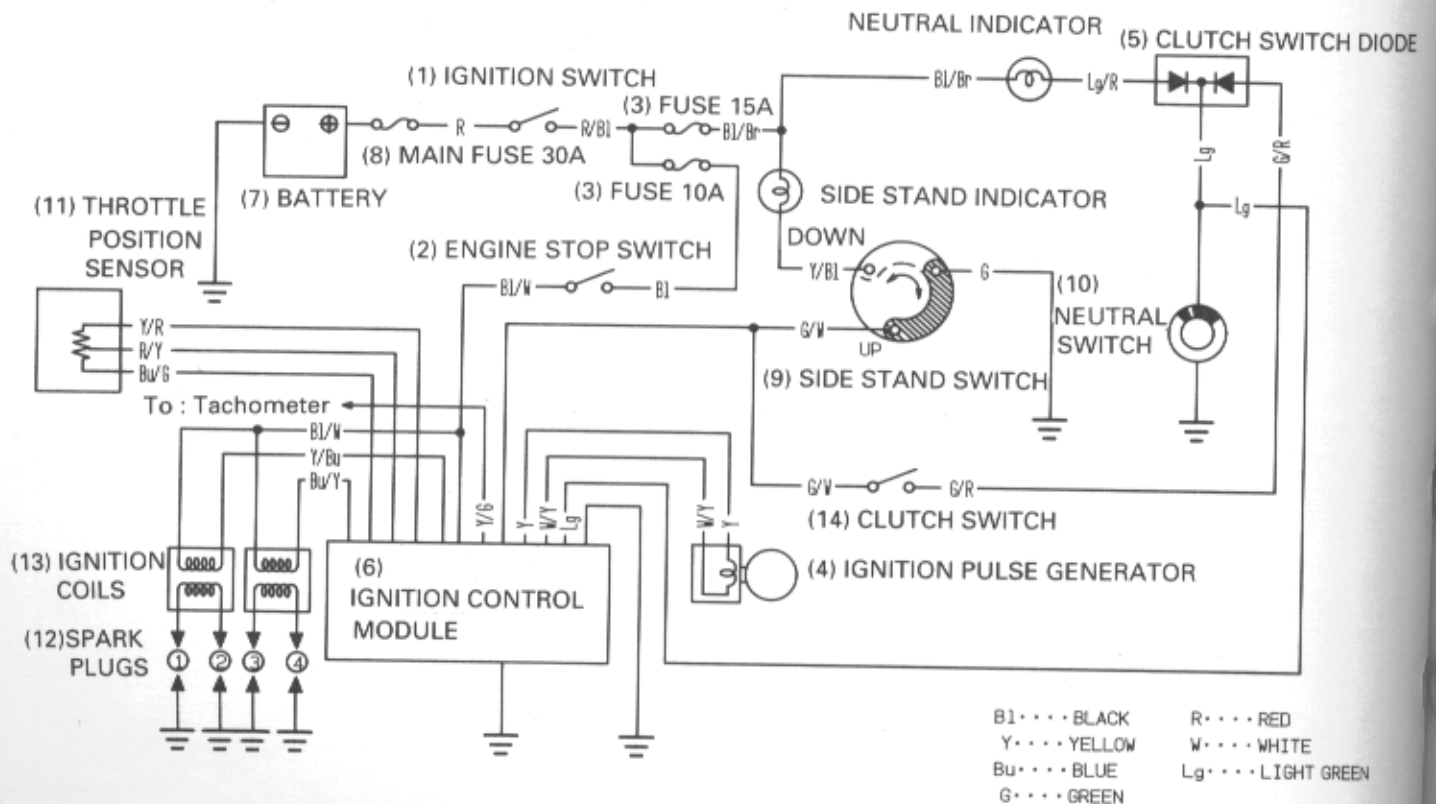 NEUTRAL INDICATOR
(5) CLUTCH SWITCH DIODE
(1) IGNITION SWITCH
(3) FUSE 15A
Bl/Br
Lg/R
R
R/Bl
Bl/Br
(8) MAIN FUSE 30A
Lg
G/R
(7) BATTERY
(3) FUSE 10A
SIDE STAND INDICATOR
Lg
(11) THROTTLE
POSITION
SENSOR
(2) ENGINE STOP SWITCH
DOWN
Y/Bl
G
(10)
NEUTRAL
SWITCH
Bl/W
Bl
Y/R
R/Y
Bu/G
G/W
UP
(9) SIDE STAND SWITCH
To : Tachometer
Bl/W
Y/Bu
Bu/Y
Y/G
Y
W/Y
Lg
W/Y
Y
G/W
G/R
(14) CLUTCH SWITCH
(13) IGNITION
COILS
(6)
IGNITION CONTROL
MODULE
(4) IGNITION PULSE GENERATOR
(12)SPARK
PLUGS
1 2 3 4
Bl····BLACK R····RED
Y····YELLOW W····WHITE
Bu····BLUE Lg····LIGHT GREEN
G····GREEN